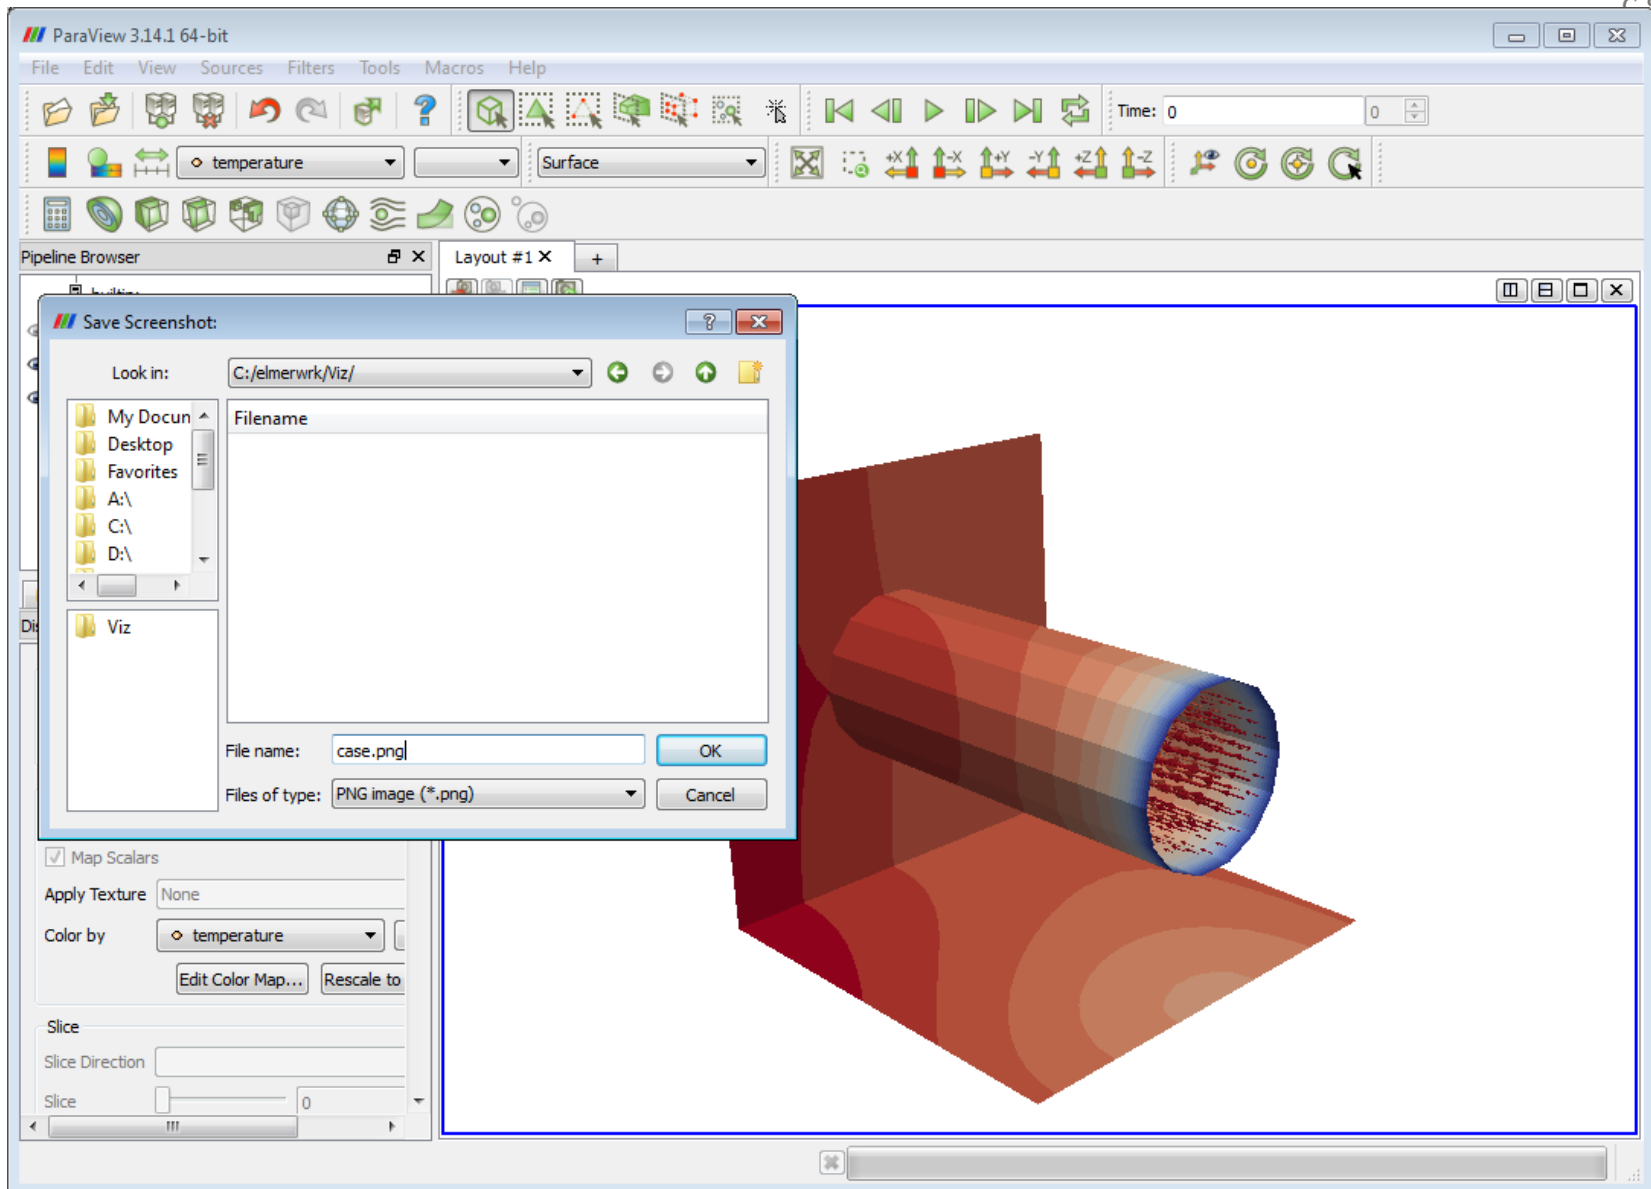 ParaView 3.14.1 64-bit
File Edit View Sources Filters Tools Macros Help
Time: 0 0
temperature Surface
+X -X +Y -Y +Z -Z
Pipeline Browser
Layout #1
Save Screenshot:
Look in: C:/elmerwrk/Viz/
My Docun
Desktop
Favorites
A:\
C:\
D:\
Filename
Viz
File name: case.png OK
Files of type: PNG image (*.png) Cancel
Map Scalars
Apply Texture None
Color by temperature
Edit Color Map... Rescale to
Slice
Slice Direction
Slice 0